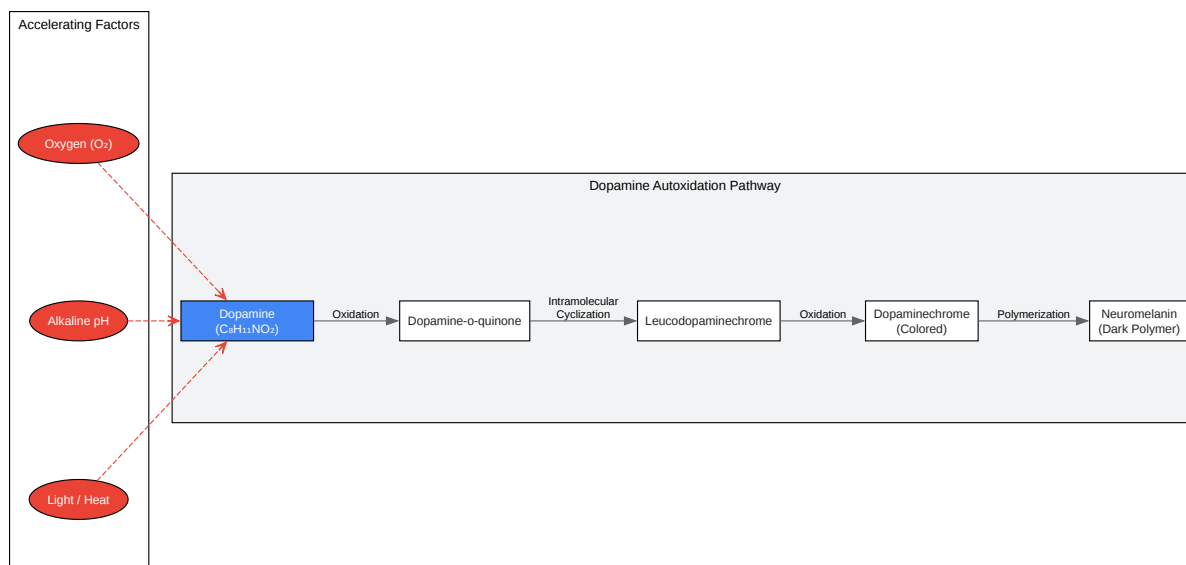 Accelerating Factors
Oxygen (O₂)
Alkaline pH
Light / Heat
Dopamine Autoxidation Pathway
Dopamine
(C₈H₁₁NO₂)
Oxidation
Dopamine-o-quinone
Intramolecular
Cyclization
Leucodopaminechrome
Oxidation
Dopaminechrome
(Colored)
Polymerization
Neuromelanin
(Dark Polymer)